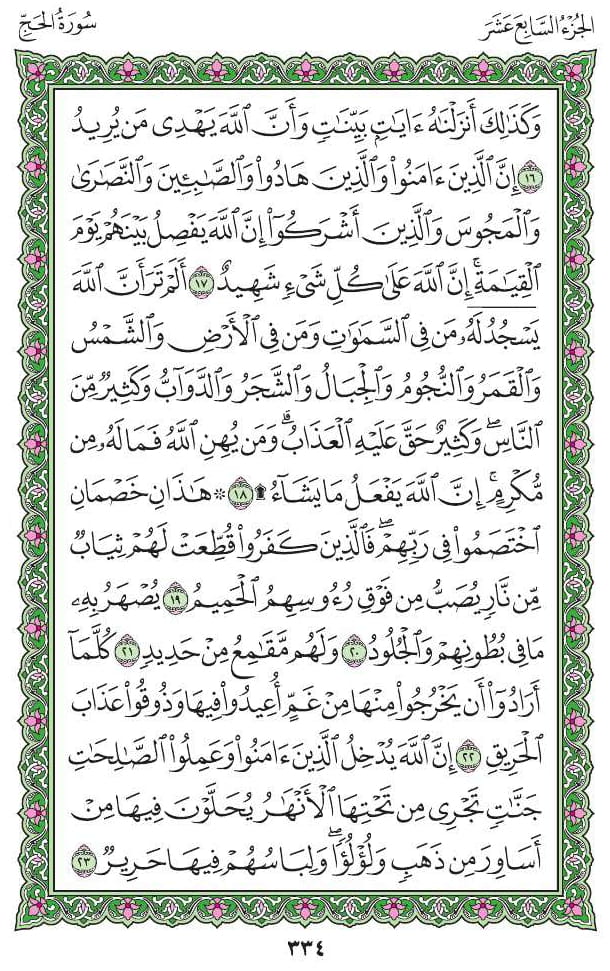 الجزء السابع عشر
سورة الحج
وَكَذَٰلِكَ أَنزَلْنَٰهُ ءَايَٰتٍۭ بَيِّنَٰتٍ وَأَنَّ ٱللَّهَ يَهْدِى مَن يُرِيدُ
١٦ إِنَّ ٱلَّذِينَ ءَامَنُوا۟ وَٱلَّذِينَ هَادُوا۟ وَٱلصَّٰبِـِٔينَ وَٱلنَّصَٰرَىٰ
وَٱلْمَجُوسَ وَٱلَّذِينَ أَشْرَكُوٓا۟ إِنَّ ٱللَّهَ يَفْصِلُ بَيْنَهُمْ يَوْمَ
ٱلْقِيَٰمَةِ ۚ إِنَّ ٱللَّهَ عَلَىٰ كُلِّ شَىْءٍ شَهِيدٌ ١٧ أَلَمْ تَرَ أَنَّ ٱللَّهَ
يَسْجُدُ لَهُۥ مَن فِى ٱلسَّمَٰوَٰتِ وَمَن فِى ٱلْأَرْضِ وَٱلشَّمْسُ
وَٱلْقَمَرُ وَٱلنُّجُومُ وَٱلْجِبَالُ وَٱلشَّجَرُ وَٱلدَّوَآبُّ وَكَثِيرٌ مِّنَ
ٱلنَّاسِ ۖ وَكَثِيرٌ حَقَّ عَلَيْهِ ٱلْعَذَابُ ۗ وَمَن يُهِنِ ٱللَّهُ فَمَا لَهُۥ مِن
مُّكْرِمٍ ۚ إِنَّ ٱللَّهَ يَفْعَلُ مَا يَشَآءُ ۩ ١٨ ۞ هَٰذَانِ خَصْمَانِ
ٱخْتَصَمُوا۟ فِى رَبِّهِمْ ۖ فَٱلَّذِينَ كَفَرُوا۟ قُطِّعَتْ لَهُمْ ثِيَابٌ
مِّن نَّارٍ يُصَبُّ مِن فَوْقِ رُءُوسِهِمُ ٱلْحَمِيمُ ١٩ يُصْهَرُ بِهِۦ
مَا فِى بُطُونِهِمْ وَٱلْجُلُودُ ٢٠ وَلَهُم مَّقَٰمِعُ مِنْ حَدِيدٍ ٢١ كُلَّمَآ
أَرَادُوٓا۟ أَن يَخْرُجُوا۟ مِنْهَا مِنْ غَمٍّ أُعِيدُوا۟ فِيهَا وَذُوقُوا۟ عَذَابَ
ٱلْحَرِيقِ ٢٢ إِنَّ ٱللَّهَ يُدْخِلُ ٱلَّذِينَ ءَامَنُوا۟ وَعَمِلُوا۟ ٱلصَّٰلِحَٰتِ
جَنَّٰتٍ تَجْرِى مِن تَحْتِهَا ٱلْأَنْهَٰرُ يُحَلَّوْنَ فِيهَا مِنْ
أَسَاوِرَ مِن ذَهَبٍ وَلُؤْلُؤًا ۖ وَلِبَاسُهُمْ فِيهَا حَرِيرٌ ٢٣
٣٣٤